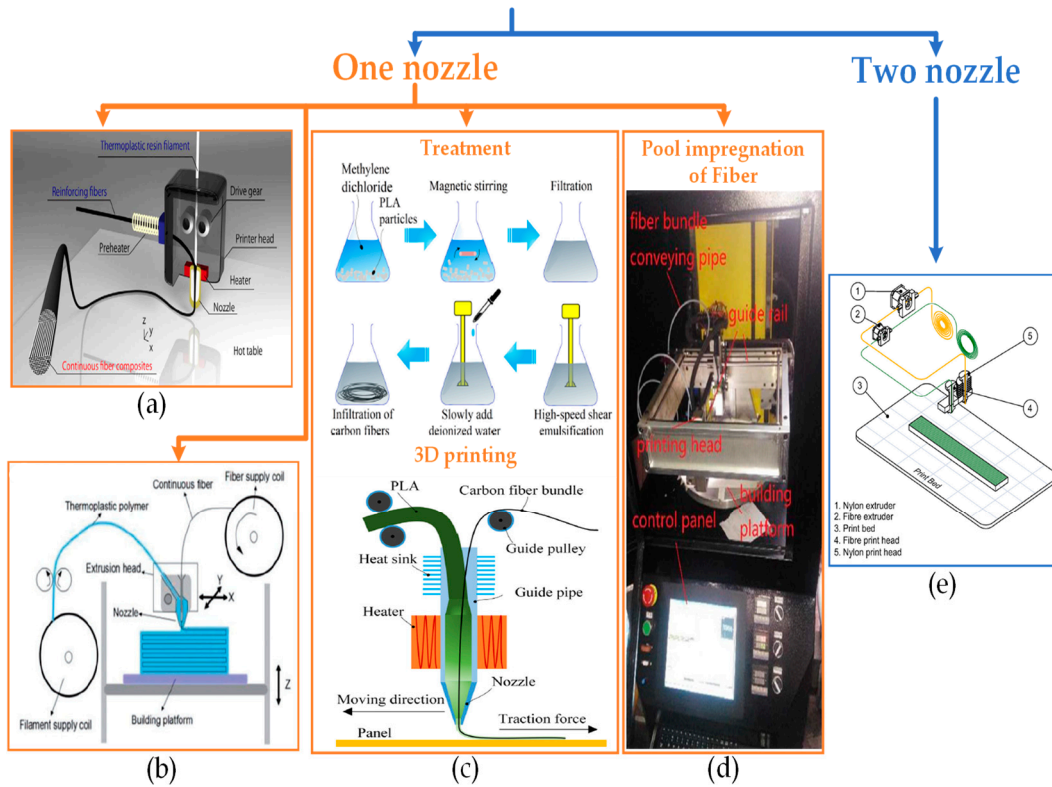 One nozzle
Two nozzle
Thermoplastic resin filament
Reinforcing fibers
Drive gear
Preheater
Printer head
Heater
Nozzle
z
y
x
Hot table
Continuous fiber composites
(a)
Continuous fiber
Fiber supply coil
Thermoplastic polymer
Extrusion head
Y
X
Nozzle
Z
Building platform
Filament supply coil
(b)
Treatment
Methylene
dichloride
PLA
particles
Magnetic stirring
Filtration
Infiltration of
carbon fibers
Slowly add
deionized water
High-speed shear
emulsification
3D printing
PLA
Carbon fiber bundle
Guide pulley
Heat sink
Guide pipe
Heater
Nozzle
Moving direction
Traction force
Panel
(c)
Pool impregnation
of Fiber
fiber bundle
conveying pipe
guide rail
printing head
building
platform
control panel
(d)
1
2
3
5
4
Print Bed
1. Nylon extruder
2. Fibre extruder
3. Print bed
4. Fibre print head
5. Nylon print head
(e)